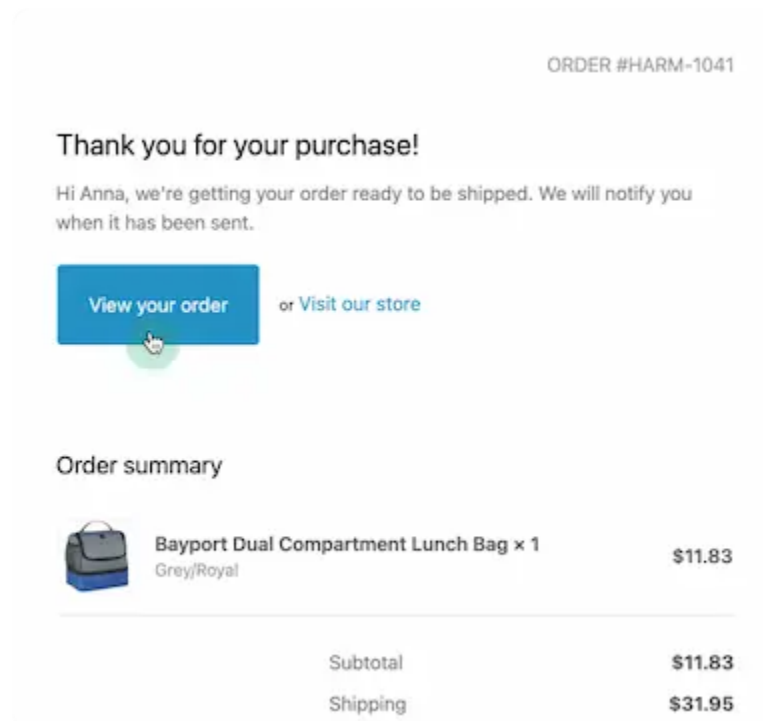 ORDER #HARM-1041
Thank you for your purchase!
Hi Anna, we're getting your order ready to be shipped. We will notify you
when it has been sent.
View your order or Visit our store
Order summary
Bayport Dual Compartment Lunch Bag × 1
Grey/Royal
$11.83
Subtotal $11.83
Shipping $31.95